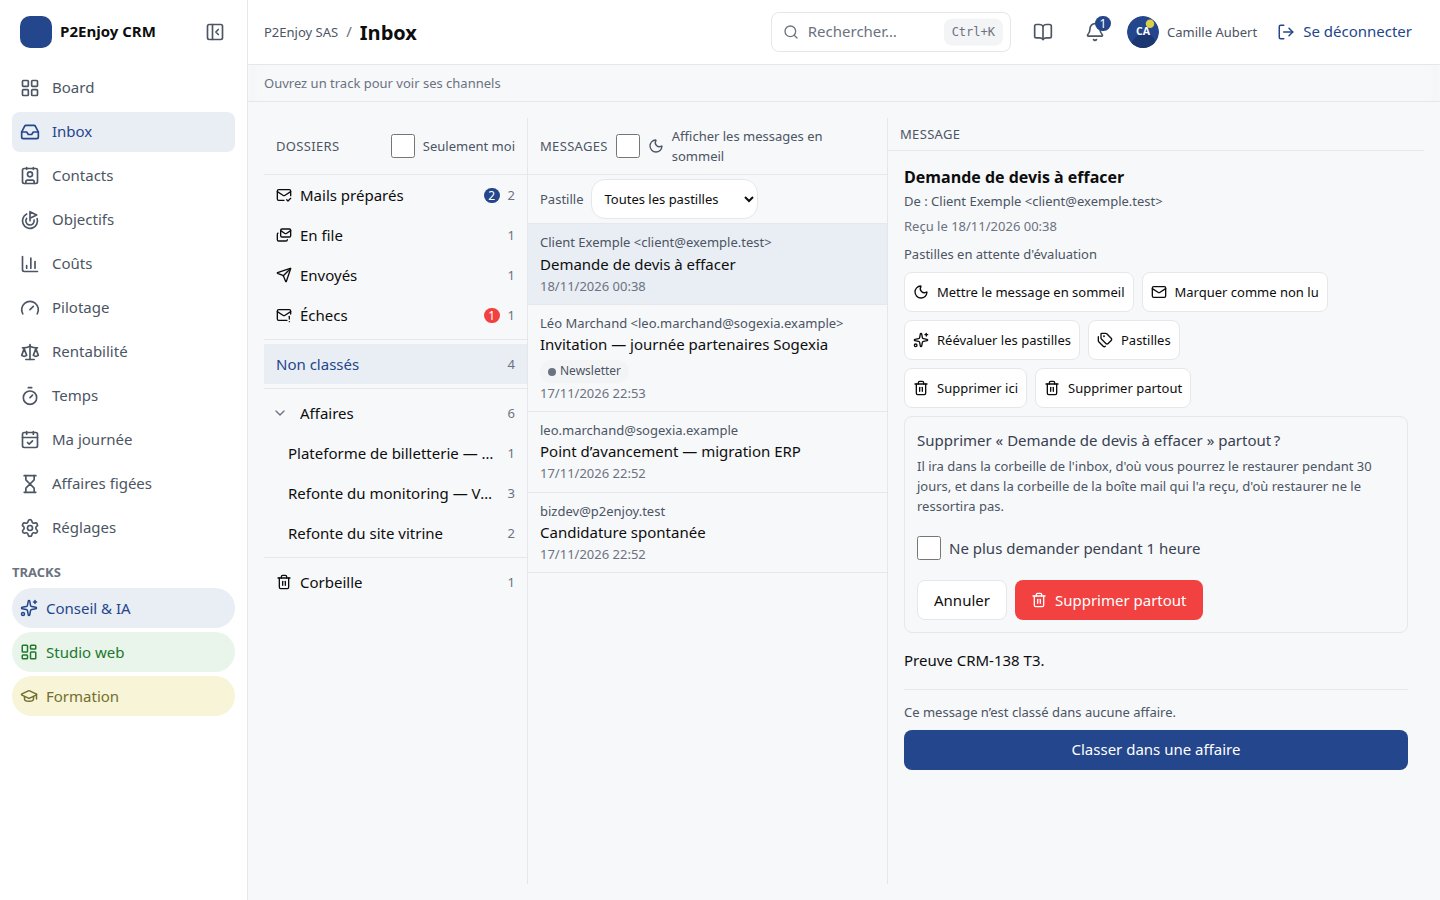 P2Enjoy CRM
Board
Inbox
Contacts
Objectifs
Coûts
Pilotage
Rentabilité
Temps
Ma journée
Affaires figées
Réglages
TRACKS
Conseil & IA
Studio web
Formation
P2Enjoy SAS / Inbox
Rechercher... Ctrl+K
1
CA Camille Aubert
Se déconnecter
Ouvrez un track pour voir ses channels
DOSSIERS Seulement moi
Mails préparés 2 2
En file 1
Envoyés 1
Échecs 1 1
Non classés 4
Affaires 6
Plateforme de billetterie — ... 1
Refonte du monitoring — V... 3
Refonte du site vitrine 2
Corbeille 1
MESSAGES Afficher les messages en
sommeil
Pastille Toutes les pastilles
Client Exemple <client@exemple.test>
Demande de devis à effacer
18/11/2026 00:38
Léo Marchand <leo.marchand@sogexia.example>
Invitation — journée partenaires Sogexia
Newsletter
17/11/2026 22:53
leo.marchand@sogexia.example
Point d’avancement — migration ERP
17/11/2026 22:52
bizdev@p2enjoy.test
Candidature spontanée
17/11/2026 22:52
MESSAGE
Demande de devis à effacer
De : Client Exemple <client@exemple.test>
Reçu le 18/11/2026 00:38
Pastilles en attente d'évaluation
Mettre le message en sommeil Marquer comme non lu
Réévaluer les pastilles Pastilles
Supprimer ici Supprimer partout
Supprimer « Demande de devis à effacer » partout ?
Il ira dans la corbeille de l'inbox, d'où vous pourrez le restaurer pendant 30
jours, et dans la corbeille de la boîte mail qui l'a reçu, d'où restaurer ne le
ressortira pas.
Ne plus demander pendant 1 heure
Annuler Supprimer partout
Preuve CRM-138 T3.
Ce message n’est classé dans aucune affaire.
Classer dans une affaire